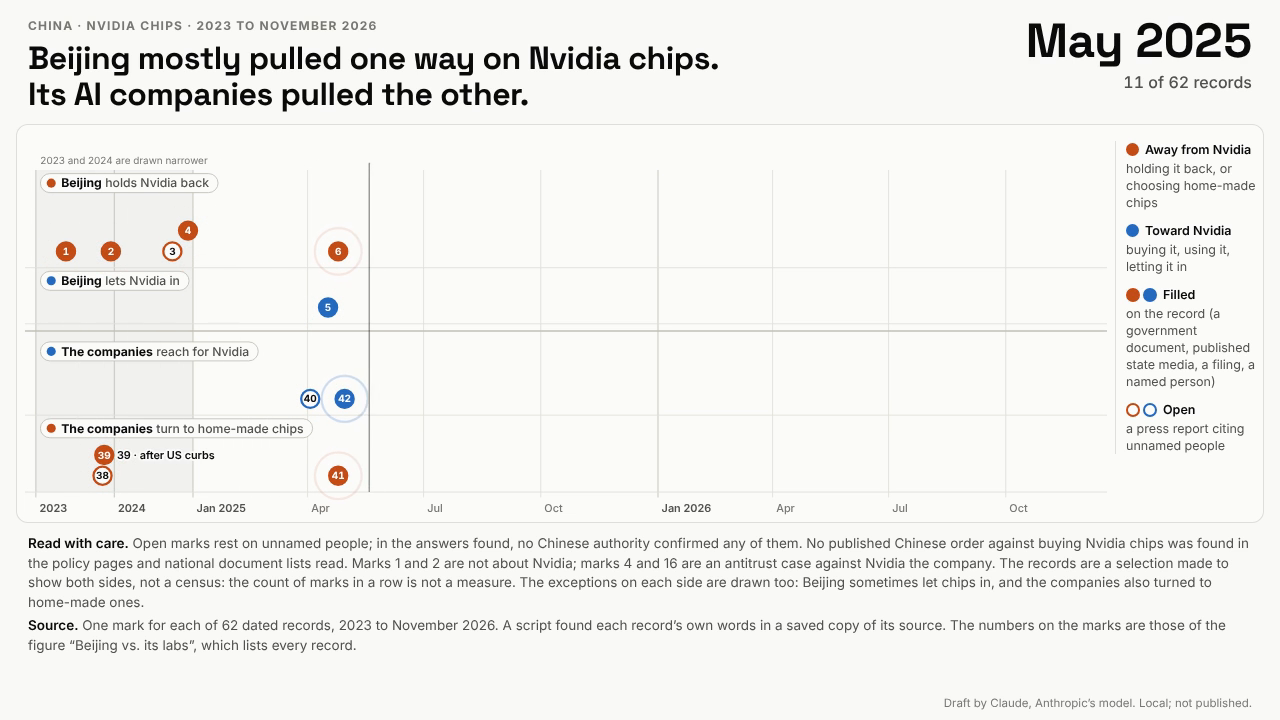 CHINA · NVIDIA CHIPS · 2023 TO NOVEMBER 2026
Beijing mostly pulled one way on Nvidia chips.
Its AI companies pulled the other.
May 2025
11 of 62 records
2023 and 2024 are drawn narrower
Beijing holds Nvidia back
4
1
2
3
6
Beijing lets Nvidia in
5
The companies reach for Nvidia
40
42
The companies turn to home-made chips
39
39 · after US curbs
38
41
2023
2024
Jan 2025
Apr
Jul
Oct
Jan 2026
Apr
Jul
Oct
Away from Nvidia
holding it back, or
choosing home-made
chips
Toward Nvidia
buying it, using it,
letting it in
Filled
on the record (a
government
document, published
state media, a filing, a
named person)
Open
a press report citing
unnamed people
Read with care. Open marks rest on unnamed people; in the answers found, no Chinese authority confirmed any of them. No published Chinese order against buying Nvidia chips was found in
the policy pages and national document lists read. Marks 1 and 2 are not about Nvidia; marks 4 and 16 are an antitrust case against Nvidia the company. The records are a selection made to
show both sides, not a census: the count of marks in a row is not a measure. The exceptions on each side are drawn too: Beijing sometimes let chips in, and the companies also turned to
home-made ones.
Source. One mark for each of 62 dated records, 2023 to November 2026. A script found each record’s own words in a saved copy of its source. The numbers on the marks are those of the
figure “Beijing vs. its labs”, which lists every record.
Draft by Claude, Anthropic’s model. Local; not published.